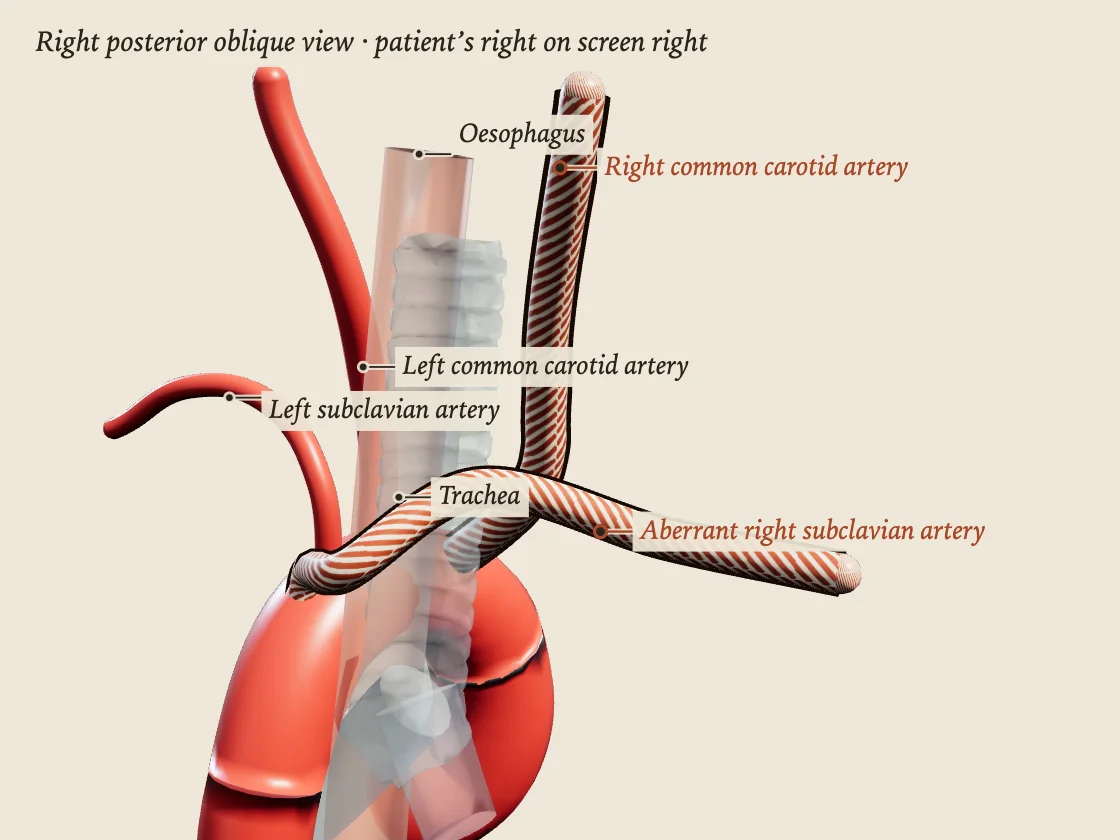 Right posterior oblique view · patient’s right on screen right
Oesophagus
Right common carotid artery
Left common carotid artery
Left subclavian artery
Trachea
Aberrant right subclavian artery